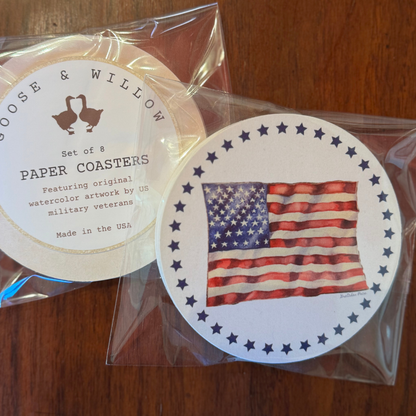 GOOSE & WILLOW
Set of 8
PAPER COASTERS
Featuring original
watercolor artwork by US
military veterans
Made in the USA